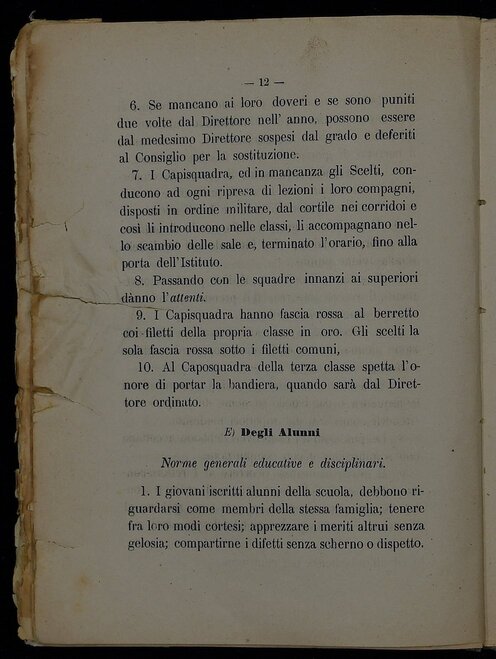 — 12 —
6. Se mancano ai loro doveri e se sono puniti
due volte dal Direttore nell' anno, possono essere
dal medesimo Direttore sospesi dal grado e deferiti
al Consiglio per la sostituzione.
7. I Capisquadra, ed in mancanza gli Scelti, con-
ducono ad ogni ripresa di lezioni i loro compagni,
disposti in ordine militare, dal cortile nei corridoi e
così li introducono nelle classi, li accompagnano nel-
lo scambio delle sale e, terminato l'orario, fino alla
porta dell'Istituto.
8. Passando con le squadre innanzi ai superiori
dànno l'attenti.
9. I Capisquadra hanno fascia rossa al berretto
coi filetti della propria classe in oro. Gli scelti la
sola fascia rossa sotto i filetti comuni,
10. Al Caposquadra della terza classe spetta l'o-
nore di portar la bandiera, quando sarà dal Diret-
tore ordinato.
E) Degli Alunni
Norme generali educative e disciplinari.
1. I giovani iscritti alunni della scuola, debbono ri-
guardarsi come membri della stessa famiglia; tenere
fra loro modi cortesi; apprezzare i meriti altrui senza
gelosia; compartirne i difetti senza scherno o dispetto.